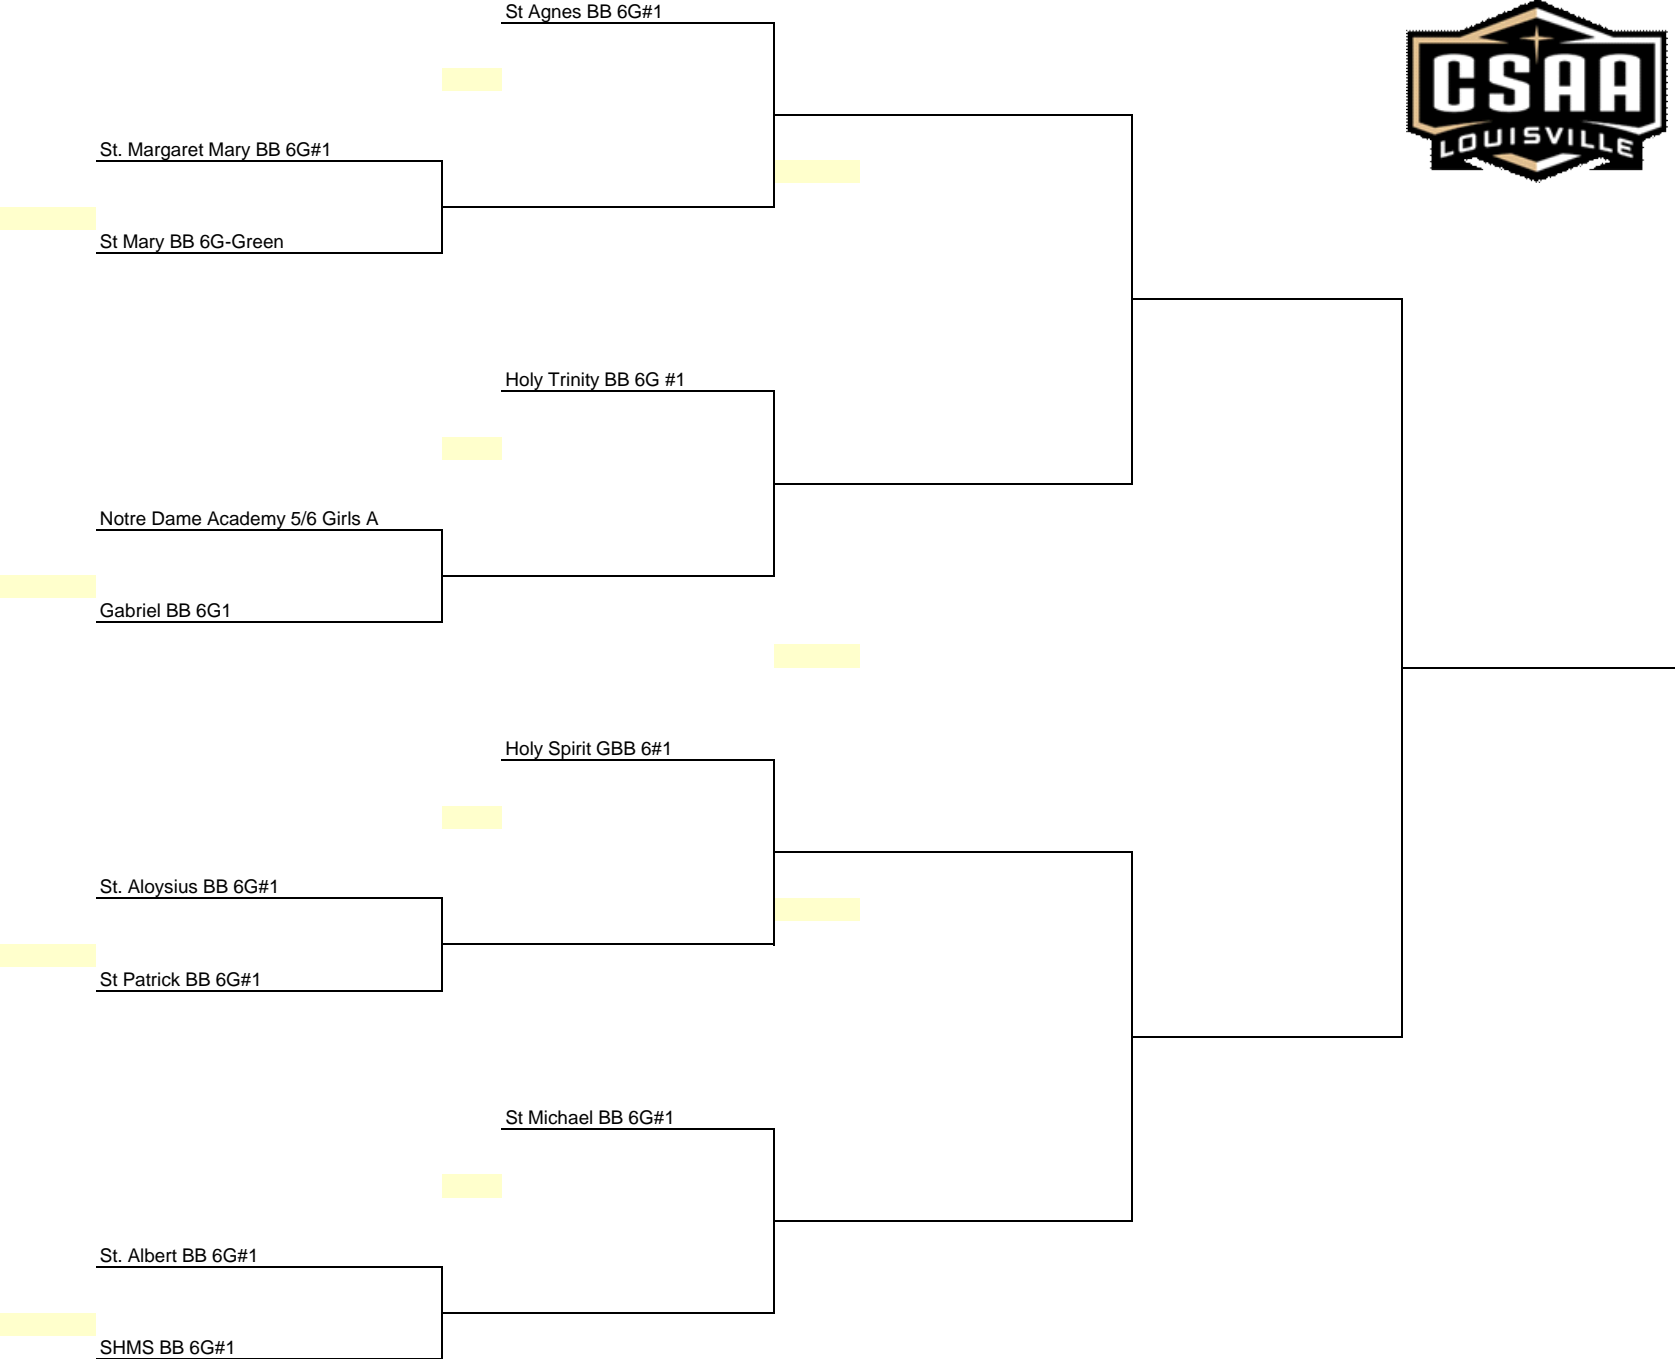 St Agnes BB 6G#1
CSAA
LOUISVILLE
St. Margaret Mary BB 6G#1
St Mary BB 6G-Green
Holy Trinity BB 6G #1
Notre Dame Academy 5/6 Girls A
Gabriel BB 6G1
Holy Spirit GBB 6#1
St. Aloysius BB 6G#1
St Patrick BB 6G#1
St Michael BB 6G#1
St. Albert BB 6G#1
SHMS BB 6G#1